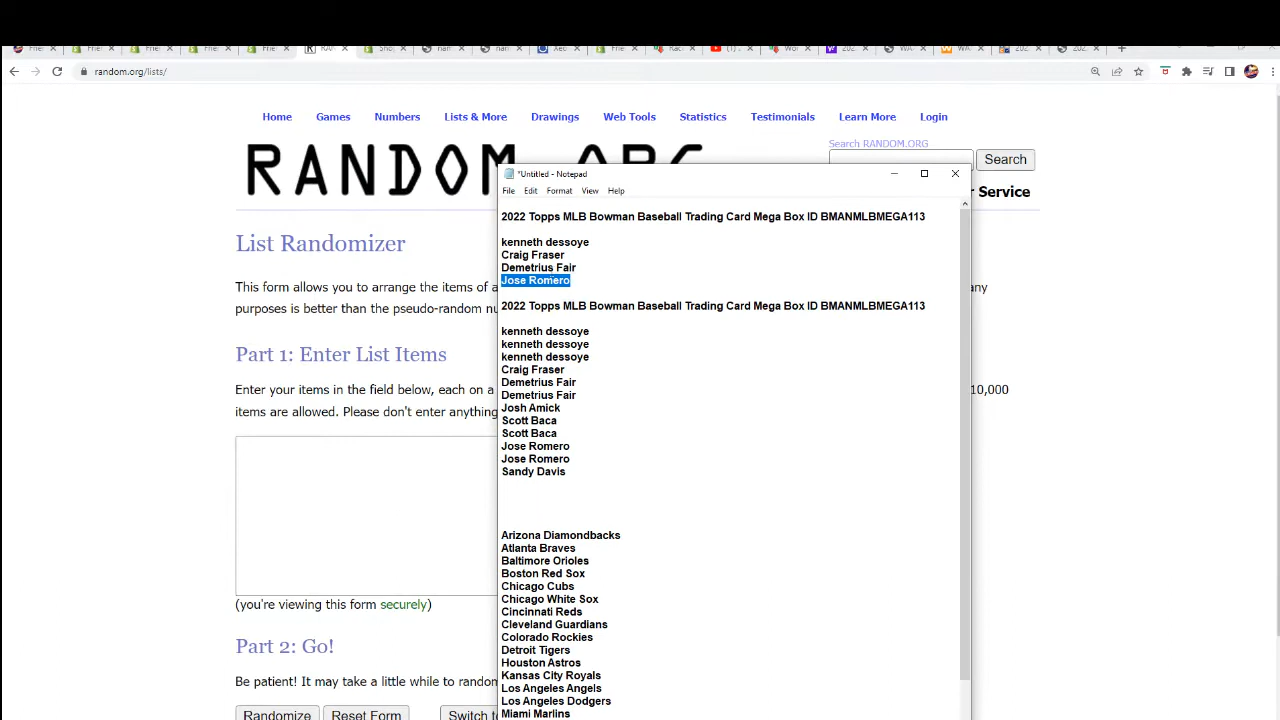 random.org/lists/
Home Games Numbers Lists & More Drawings Web Tools Statistics Testimonials Learn More Login
Search RANDOM.ORG
RANDOM.ORG
Search
Service
*Untitled - Notepad
File Edit Format View Help
List Randomizer
This form allows you to arrange the items of a
any
purposes is better than the pseudo-random nu
Part 1: Enter List Items
Enter your items in the field below, each on a
10,000
items are allowed. Please don't enter anything
(you're viewing this form securely)
Part 2: Go!
Be patient! It may take a little while to random
Randomize Reset Form Switch to
2022 Topps MLB Bowman Baseball Trading Card Mega Box ID BMANMLBMEGA113
kenneth dessoye
Craig Fraser
Demetrius Fair
Jose Romero
2022 Topps MLB Bowman Baseball Trading Card Mega Box ID BMANMLBMEGA113
kenneth dessoye
kenneth dessoye
kenneth dessoye
Craig Fraser
Demetrius Fair
Demetrius Fair
Josh Amick
Scott Baca
Scott Baca
Jose Romero
Jose Romero
Sandy Davis
Arizona Diamondbacks
Atlanta Braves
Baltimore Orioles
Boston Red Sox
Chicago Cubs
Chicago White Sox
Cincinnati Reds
Cleveland Guardians
Colorado Rockies
Detroit Tigers
Houston Astros
Kansas City Royals
Los Angeles Angels
Los Angeles Dodgers
Miami Marlins